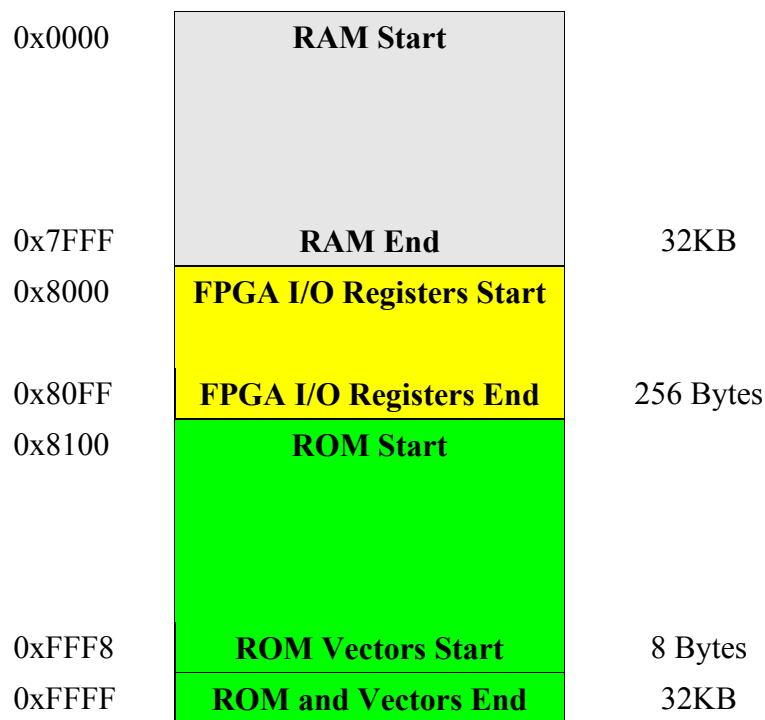 0x0000 RAM Start
0x7FFF RAM End 32KB
0x8000 FPGA I/O Registers Start
0x80FF FPGA I/O Registers End 256 Bytes
0x8100 ROM Start
0xFFF8 ROM Vectors Start 8 Bytes
0xFFFF ROM and Vectors End 32KB